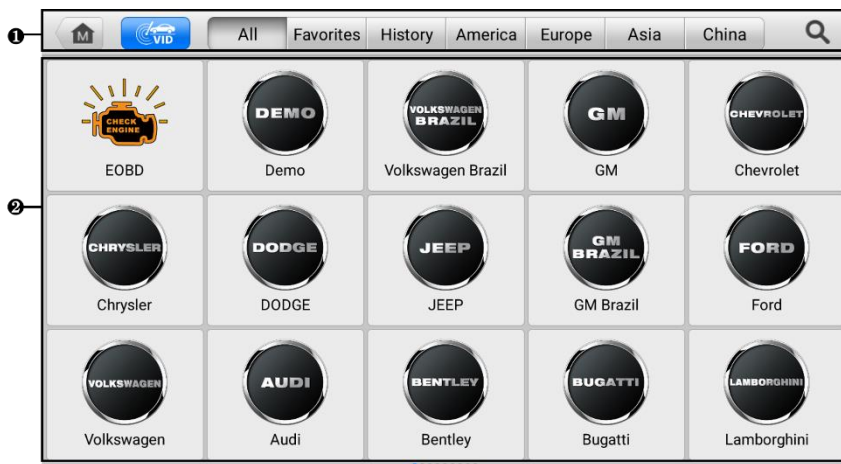 ❶
M
VID
All
Favorites
History
America
Europe
Asia
China
❷
CHECK
ENGINE
EOBD
DEMO
Demo
VOLKSWAGEN
BRAZIL
Volkswagen Brazil
GM
GM
CHEVROLET
Chevrolet
CHRYSLER
Chrysler
DODGE
DODGE
JEEP
JEEP
GM
BRAZIL
GM Brazil
FORD
Ford
VOLKSWAGEN
Volkswagen
AUDI
Audi
BENTLEY
Bentley
BUGATTI
Bugatti
LAMBORGHINI
Lamborghini